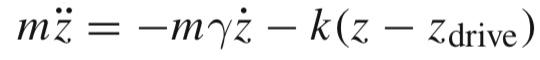 mz̈ = −mγż − k(z − z_drive)